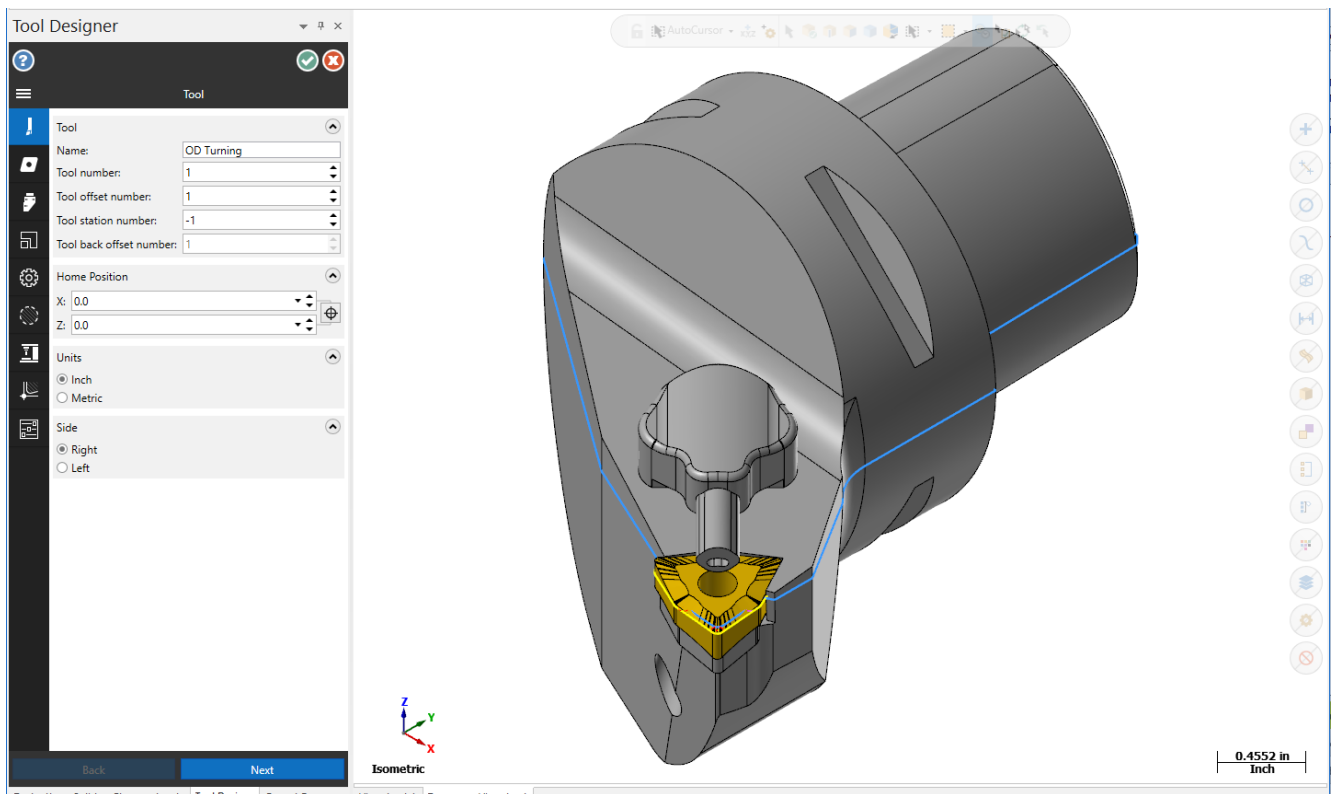 Tool Designer
Tool
AutoCursor
Tool
Name: OD Turning
Tool number: 1
Tool offset number: 1
Tool station number: -1
Tool back offset number: 1
Home Position
X: 0.0
Z: 0.0
Units
Inch
Metric
Side
Right
Left
Back Next
Z
Y
X
Isometric
0.4552 in
Inch